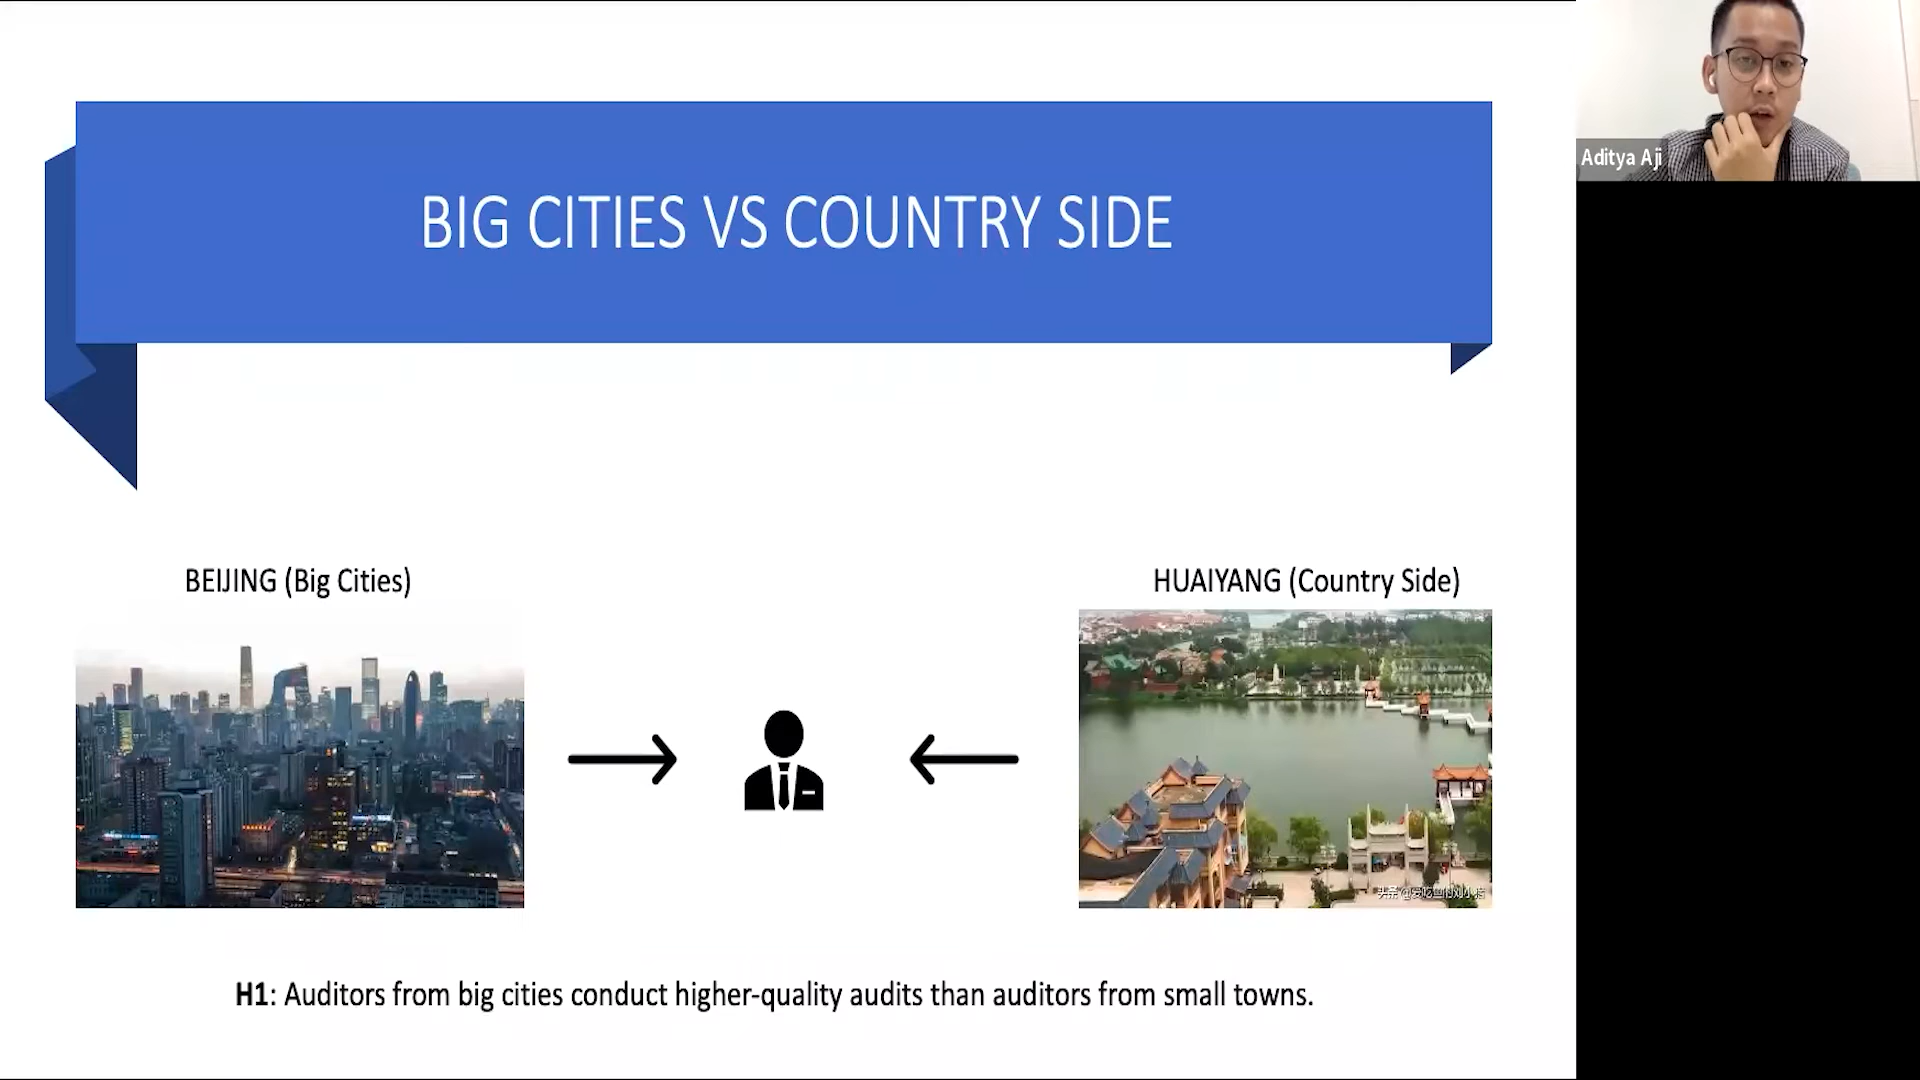 BIG CITIES VS COUNTRY SIDE
Aditya Aji
BEIJING (Big Cities)
HUAIYANG (Country Side)
H1: Auditors from big cities conduct higher-quality audits than auditors from small towns.